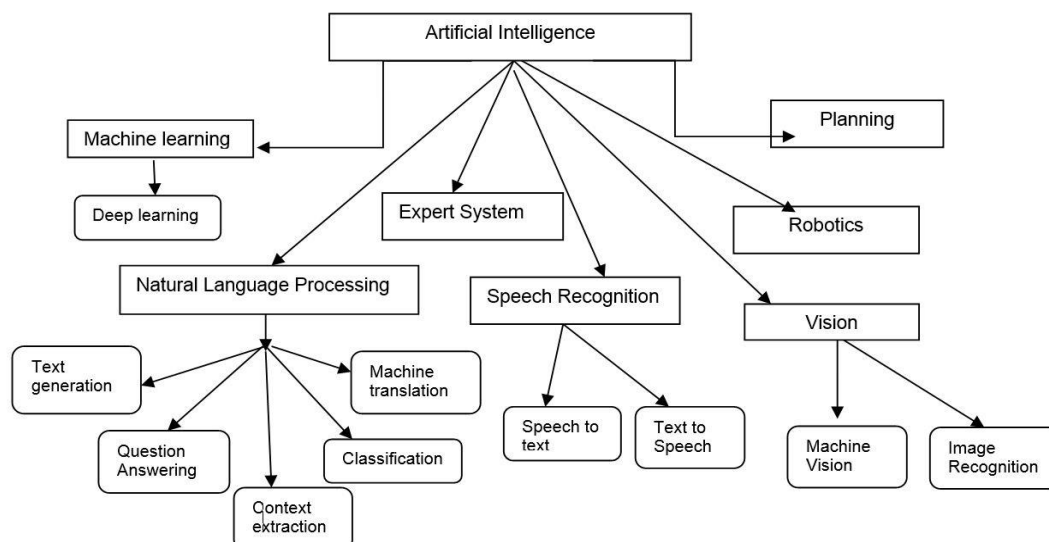 Artificial Intelligence
Planning
Machine learning
Deep learning
Expert System
Robotics
Natural Language Processing
Speech Recognition
Vision
Text
generation
Machine
translation
Question
Answering
Classification
Context
extraction
Speech to
text
Text to
Speech
Machine
Vision
Image
Recognition